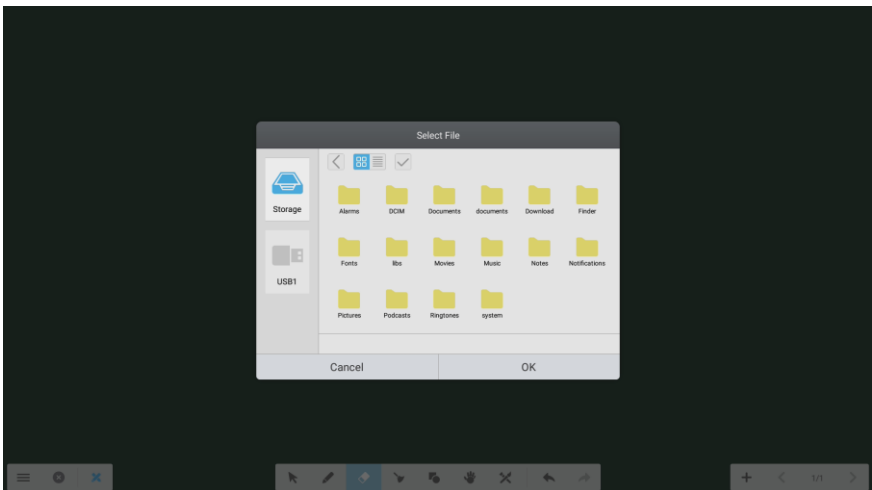 Select File
Storage
USB1
Alarms DCIM Documents documents Download Finder
Fonts libs Movies Music Notes Notifications
Pictures Podcasts Ringtones system
Cancel OK
1/1